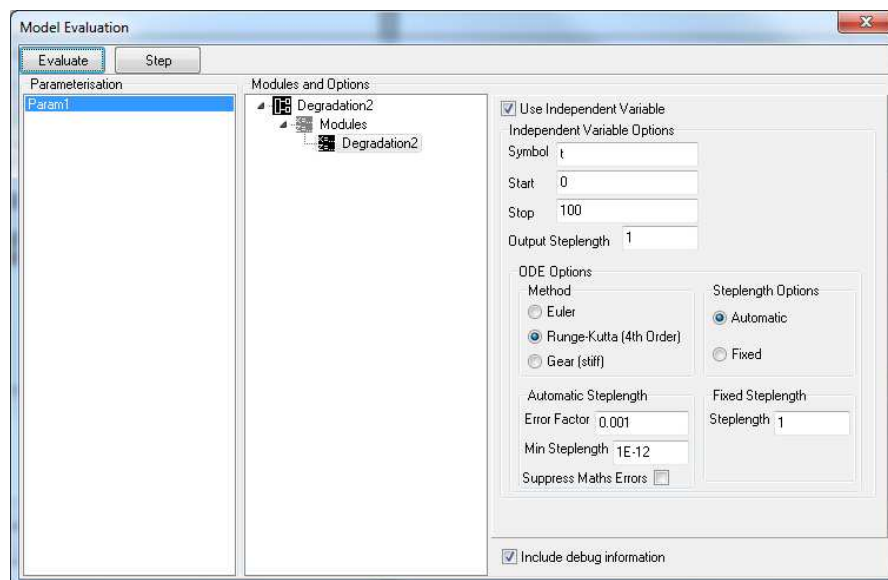 Model Evaluation
Evaluate
Step
Parameterisation
Param1
Modules and Options
Degradation2
Modules
Degradation2
Use Independent Variable
Independent Variable Options
Symbol t
Start 0
Stop 100
Output Steplength 1
ODE Options
Method
Euler
Runge-Kutta (4th Order)
Gear (stiff)
Steplength Options
Automatic
Fixed
Automatic Steplength
Error Factor 0.001
Min Steplength 1E-12
Suppress Maths Errors
Fixed Steplength
Steplength 1
Include debug information